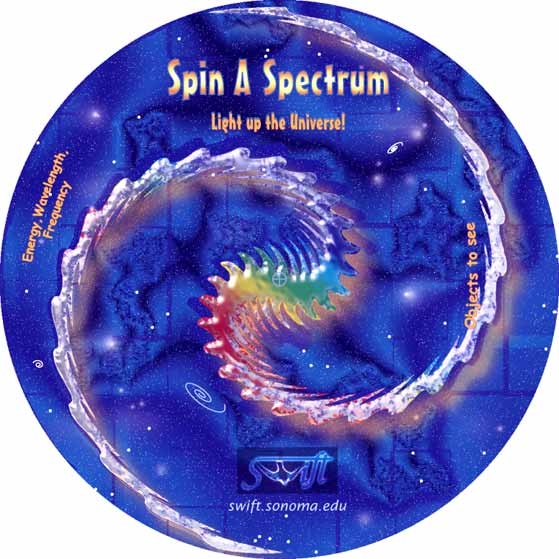 Spin A Spectrum
Light up the Universe!
Energy, Wavelength,
Frequency
Objects to see
Swift
swift.sonoma.edu